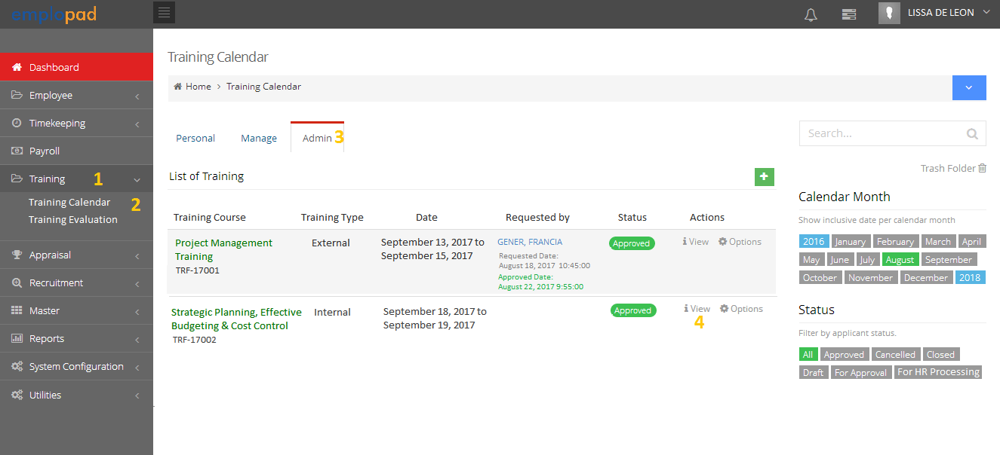 emplopad
LISSA DE LEON
Dashboard
Employee
Timekeeping
Payroll
Training 1
Training Calendar 2
Training Evaluation
Appraisal
Recruitment
Master
Reports
System Configuration
Utilities
Training Calendar
Home > Training Calendar
Personal Manage Admin 3
List of Training
+
Training Course Training Type Date Requested by Status Actions
Project Management
Training
TRF-17001
External
September 13, 2017 to
September 15, 2017
GENER, FRANCIA
Requested Date:
August 18, 2017 10:45:00
Approved Date:
August 22, 2017 9:55:00
Approved
View Options
Strategic Planning, Effective
Budgeting & Cost Control
TRF-17002
Internal
September 18, 2017 to
September 19, 2017
Approved
View Options
4
Search...
Trash Folder
Calendar Month
Show inclusive date per calendar month
2016 January February March April
May June July August September
October November December 2018
Status
Filter by applicant status.
All Approved Cancelled Closed
Draft For Approval For HR Processing